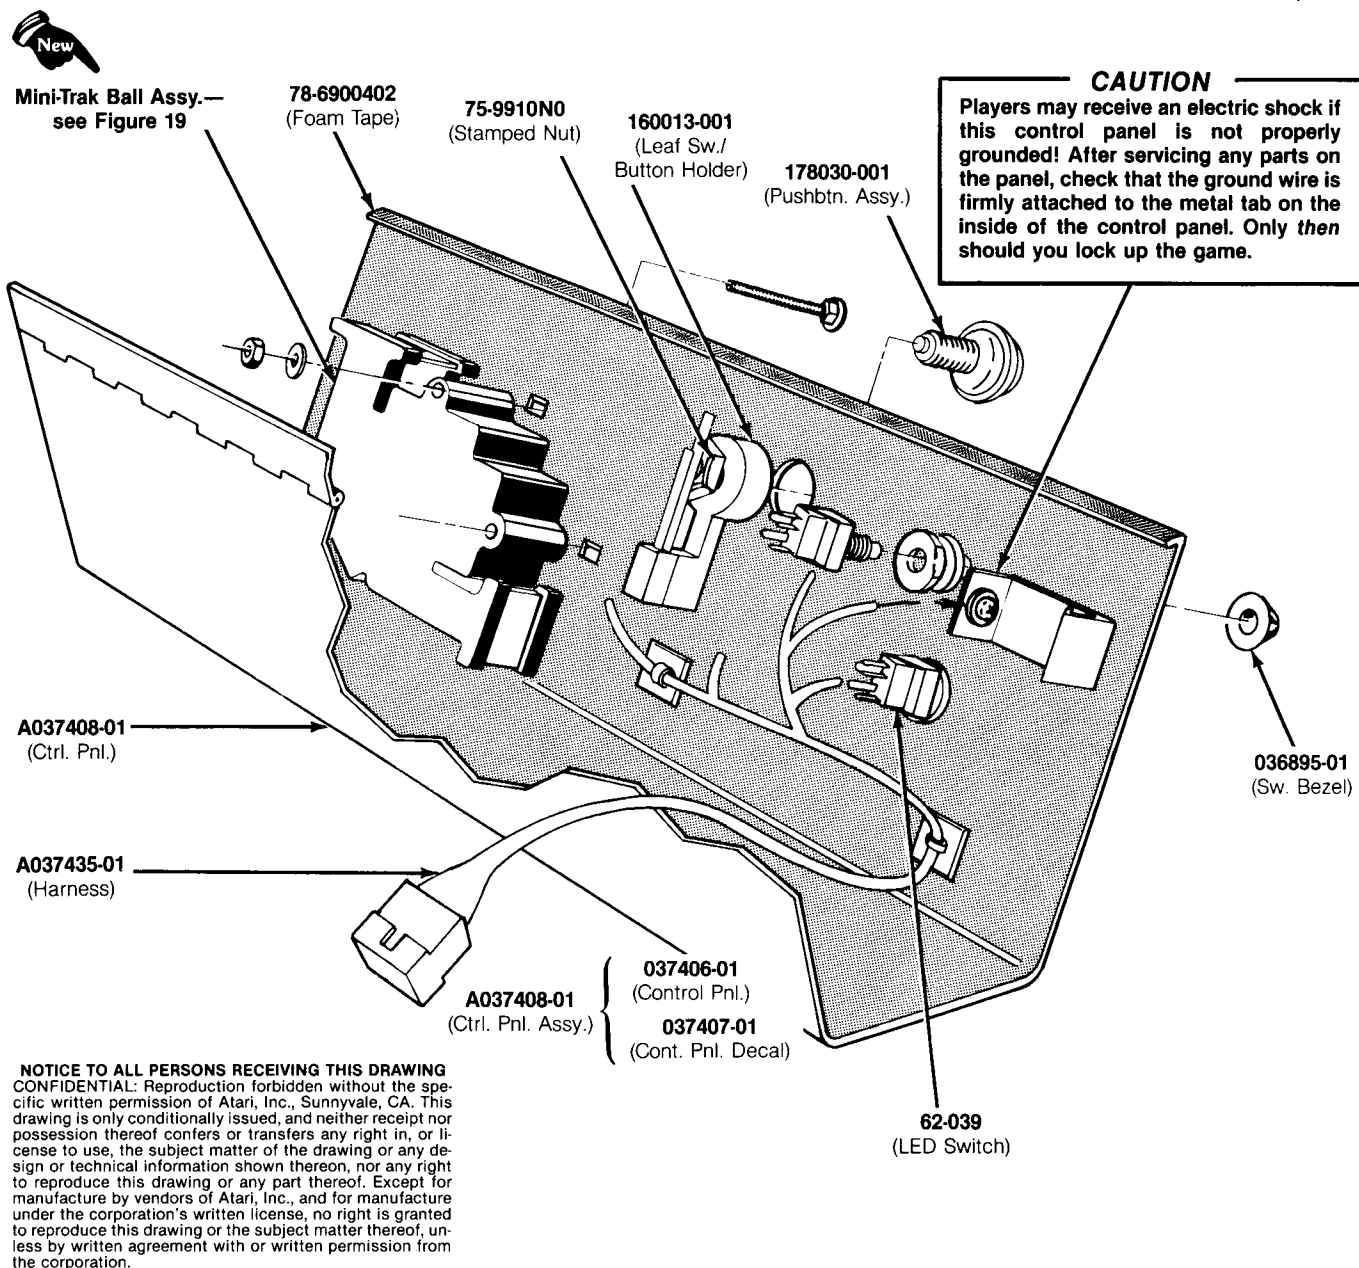 New
Mini-Trak Ball Assy.—
see Figure 19
78-6900402
(Foam Tape)
75-9910N0
(Stamped Nut)
160013-001
(Leaf Sw./
Button Holder)
178030-001
(Pushbtn. Assy.)
CAUTION
Players may receive an electric shock if
this control panel is not properly
grounded! After servicing any parts on
the panel, check that the ground wire is
firmly attached to the metal tab on the
inside of the control panel. Only then
should you lock up the game.
A037408-01
(Ctrl. Pnl.)
036895-01
(Sw. Bezel)
A037435-01
(Harness)
A037408-01
(Ctrl. Pnl. Assy.)
037406-01
(Control Pnl.)
037407-01
(Cont. Pnl. Decal)
62-039
(LED Switch)
NOTICE TO ALL PERSONS RECEIVING THIS DRAWING
CONFIDENTIAL: Reproduction forbidden without the spe-
cific written permission of Atari, Inc., Sunnyvale, CA. This
drawing is only conditionally issued, and neither receipt nor
possession thereof confers or transfers any right in, or li-
cense to use, the subject matter of the drawing or any de-
sign or technical information shown thereon, nor any right
to reproduce this drawing or any part thereof. Except for
manufacture by vendors of Atari, Inc., and for manufacture
under the corporation's written license, no right is granted
to reproduce this drawing or the subject matter thereof, un-
less by written agreement with or written permission from
the corporation.